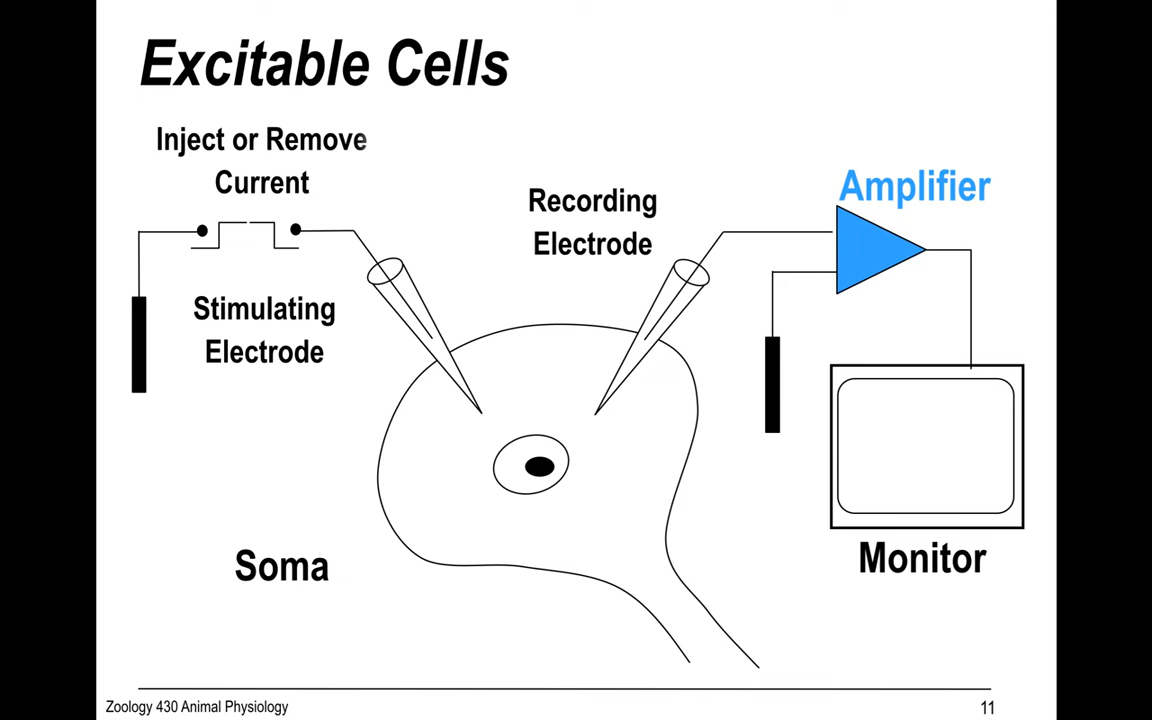 Excitable Cells
Inject or Remove
Current
Recording
Electrode
Amplifier
Stimulating
Electrode
Soma
Monitor
Zoology 430 Animal Physiology
11